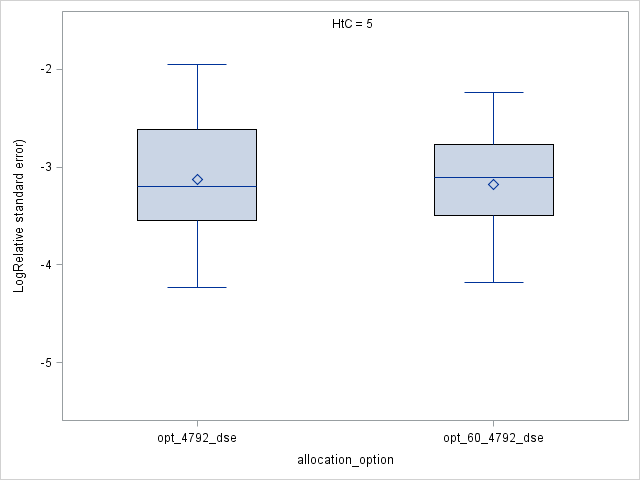 HtC = 5
-2
-3
-4
-5
LogRelative standard error)
opt_4792_dse
opt_60_4792_dse
allocation_option